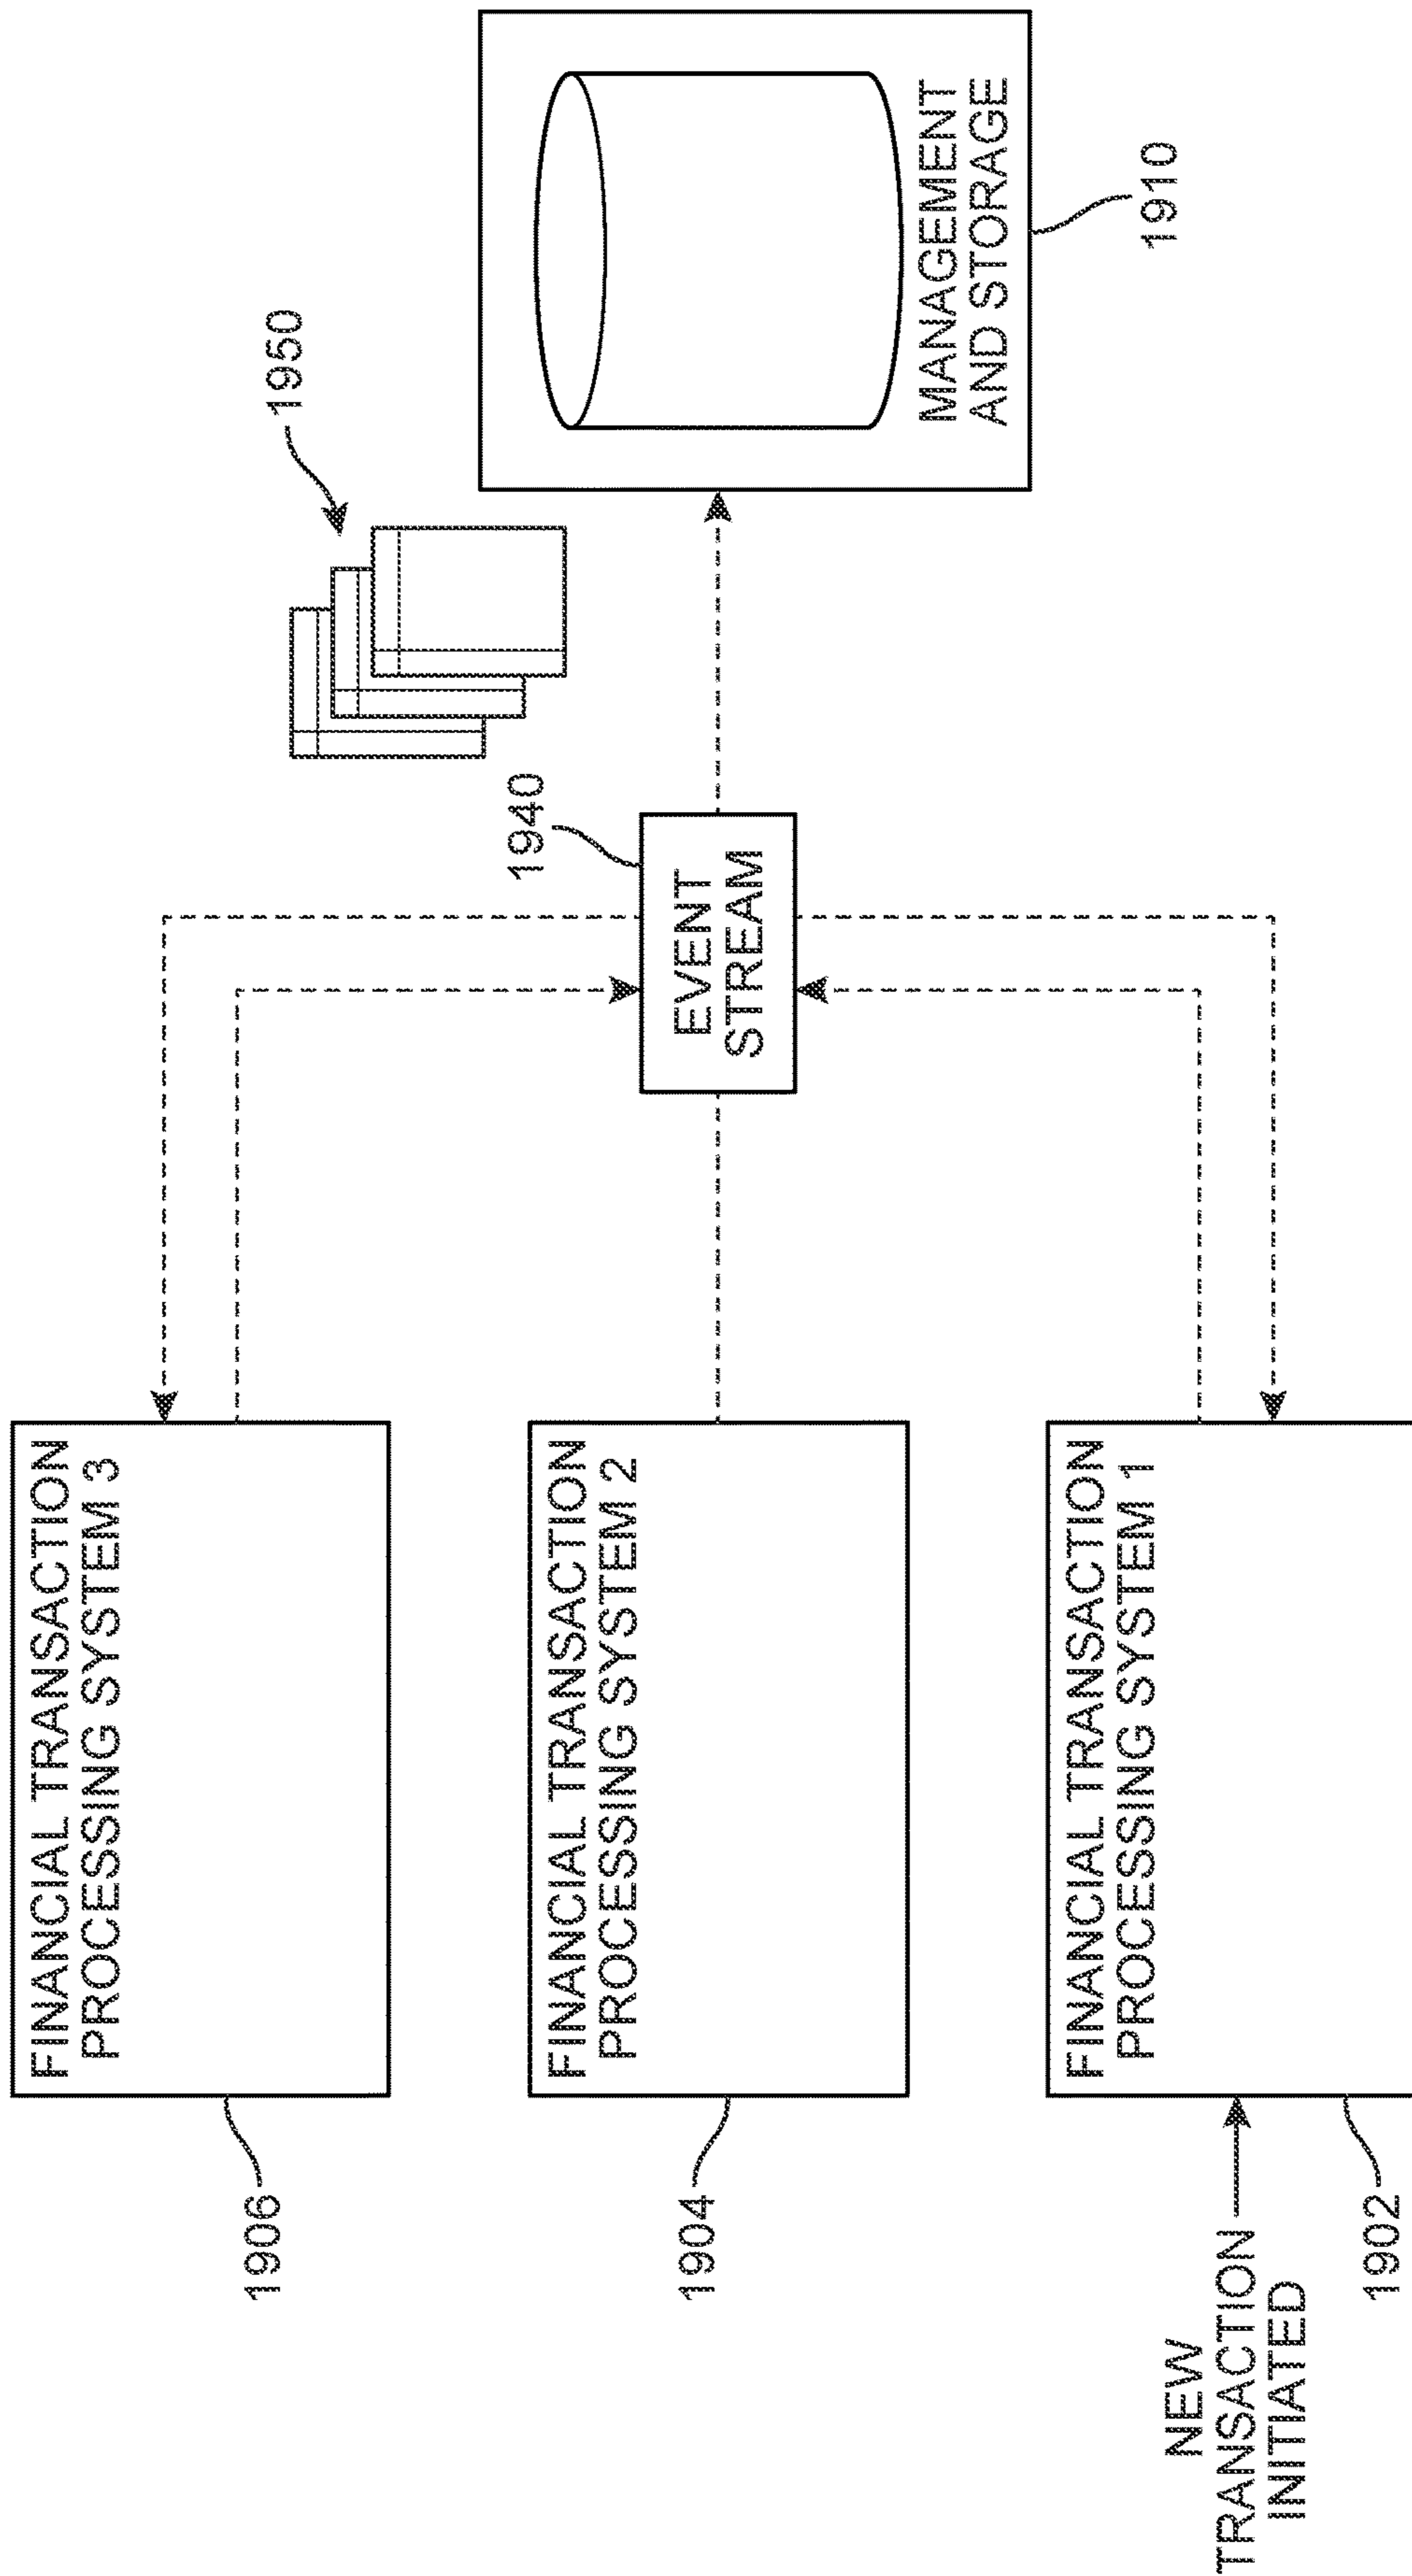 FINANCIAL TRANSACTION
PROCESSING SYSTEM 3
1906
FINANCIAL TRANSACTION
PROCESSING SYSTEM 2
1904
FINANCIAL TRANSACTION
PROCESSING SYSTEM 1
1902
NEW
TRANSACTION
INITIATED
EVENT
STREAM
1940
1950
MANAGEMENT
AND STORAGE
1910